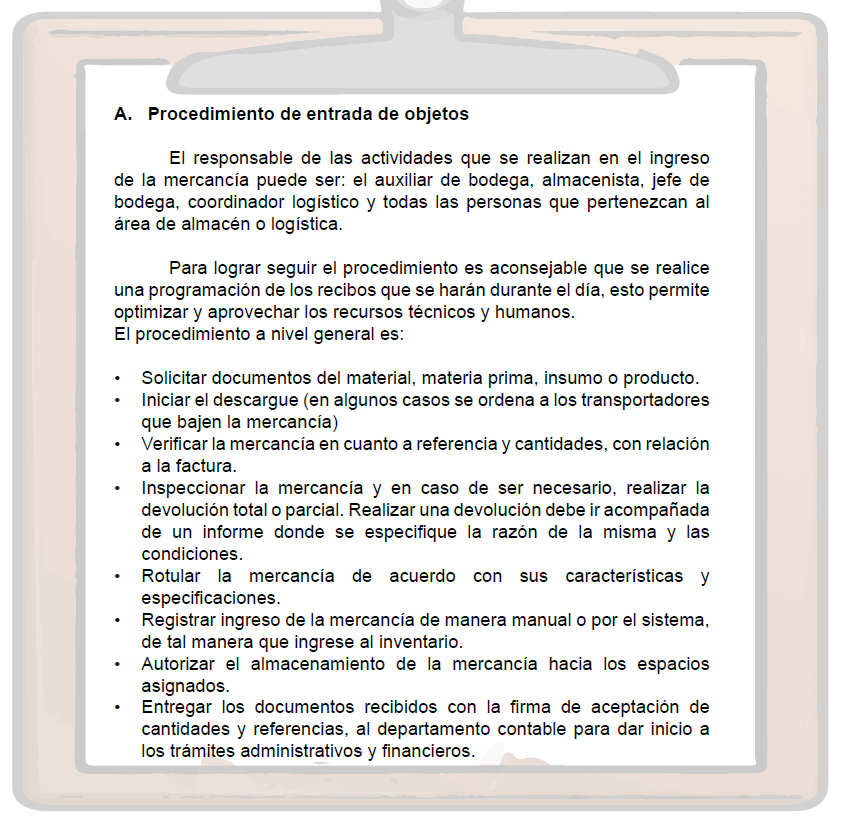 A. Procedimiento de entrada de objetos
El responsable de las actividades que se realizan en el ingreso
de la mercancía puede ser: el auxiliar de bodega, almacenista, jefe de
bodega, coordinador logístico y todas las personas que pertenezcan al
área de almacén o logística.
Para lograr seguir el procedimiento es aconsejable que se realice
una programación de los recibos que se harán durante el día, esto permite
optimizar y aprovechar los recursos técnicos y humanos.
El procedimiento a nivel general es:
• Solicitar documentos del material, materia prima, insumo o producto.
• Iniciar el descargue (en algunos casos se ordena a los transportadores
que bajen la mercancía)
• Verificar la mercancía en cuanto a referencia y cantidades, con relación
a la factura.
• Inspeccionar la mercancía y en caso de ser necesario, realizar la
devolución total o parcial. Realizar una devolución debe ir acompañada
de un informe donde se especifique la razón de la misma y las
condiciones.
• Rotular la mercancía de acuerdo con sus características y
especificaciones.
• Registrar ingreso de la mercancía de manera manual o por el sistema,
de tal manera que ingrese al inventario.
• Autorizar el almacenamiento de la mercancía hacia los espacios
asignados.
• Entregar los documentos recibidos con la firma de aceptación de
cantidades y referencias, al departamento contable para dar inicio a
los trámites administrativos y financieros.